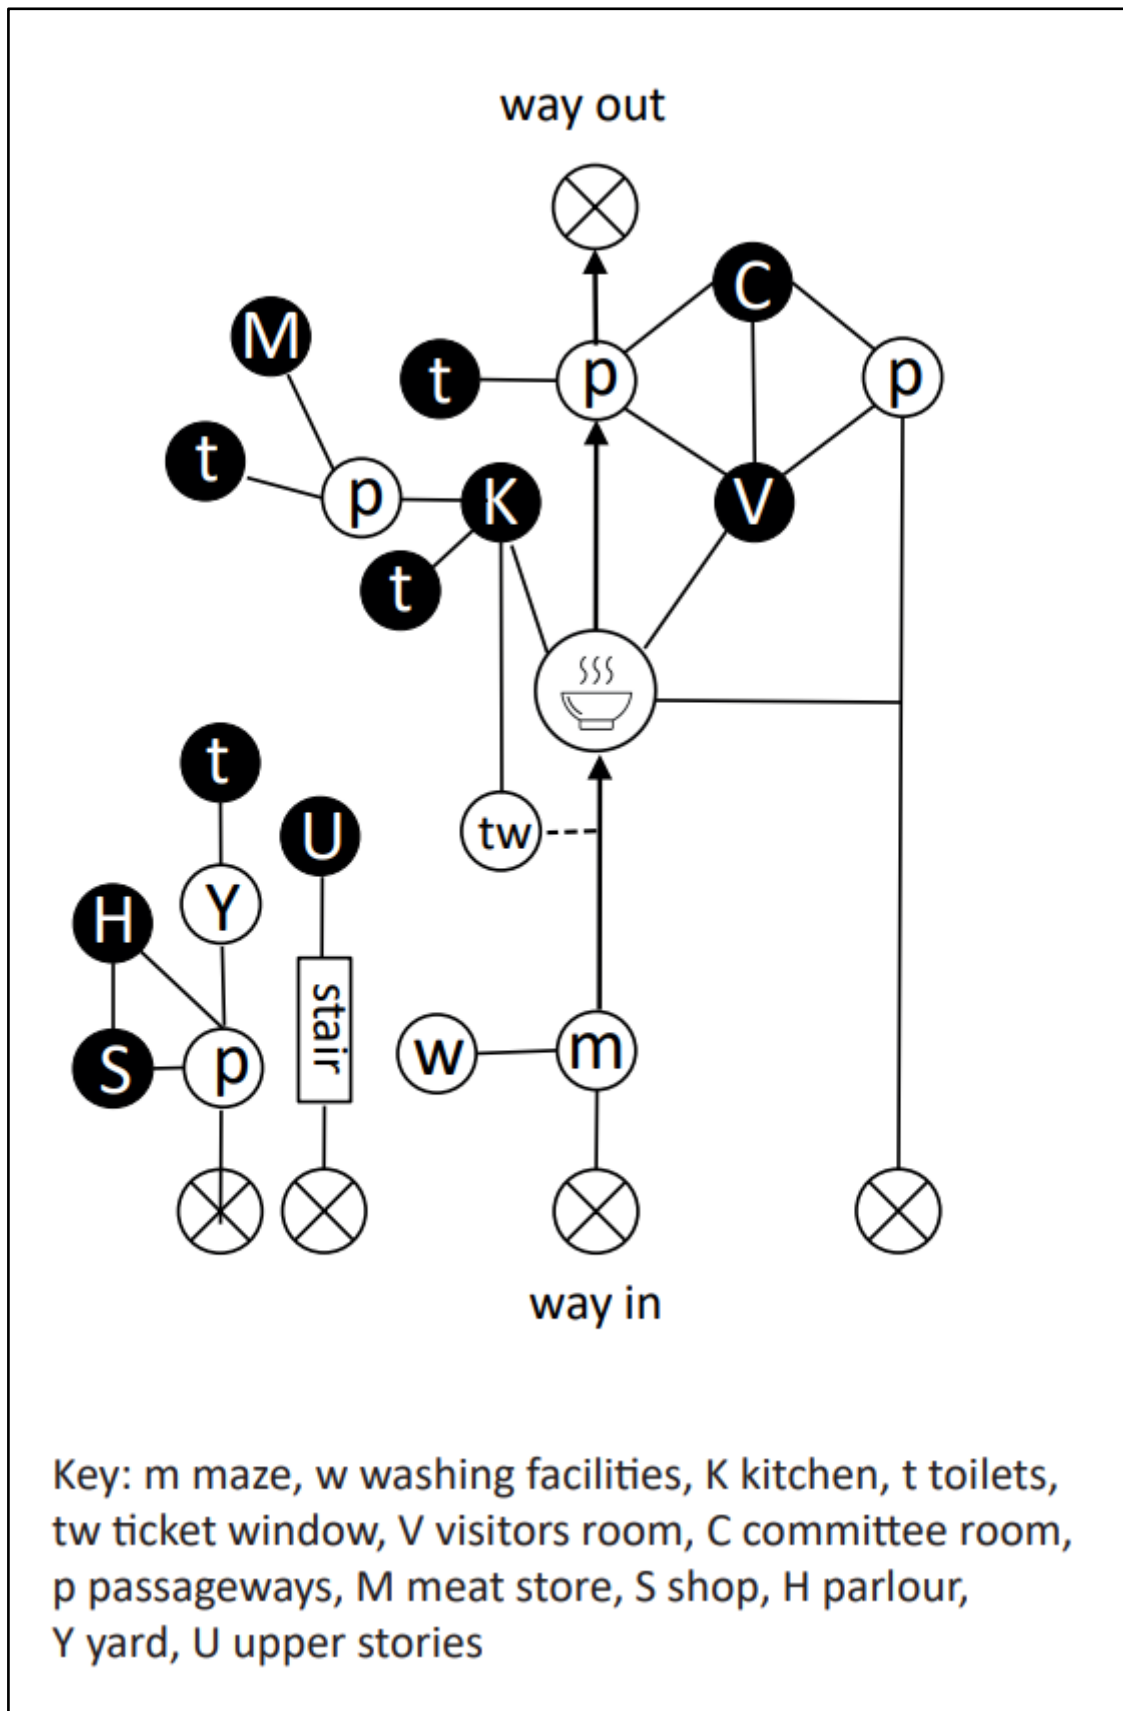 way out
C
M
t
p
p
t
p
K
V
t
t
tw
U
H
Y
stair
S
p
w
m
way in
Key: m maze, w washing facilities, K kitchen, t toilets,
tw ticket window, V visitors room, C committee room,
p passageways, M meat store, S shop, H parlour,
Y yard, U upper stories